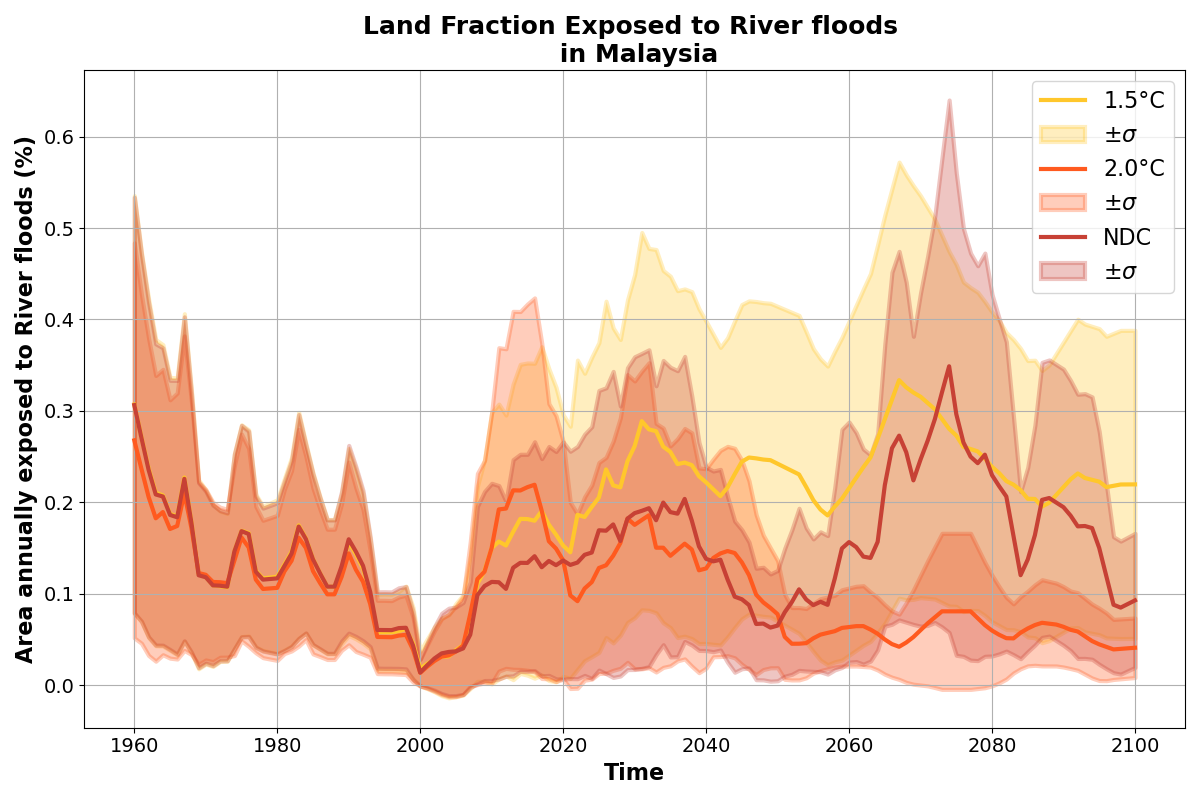 Land Fraction Exposed to River floods
in Malaysia
Area annually exposed to River floods (%)
0.6
0.5
0.4
0.3
0.2
0.1
0.0
1960
1980
2000
2020
2040
2060
2080
2100
Time
1.5°C
±σ
2.0°C
±σ
NDC
±σ